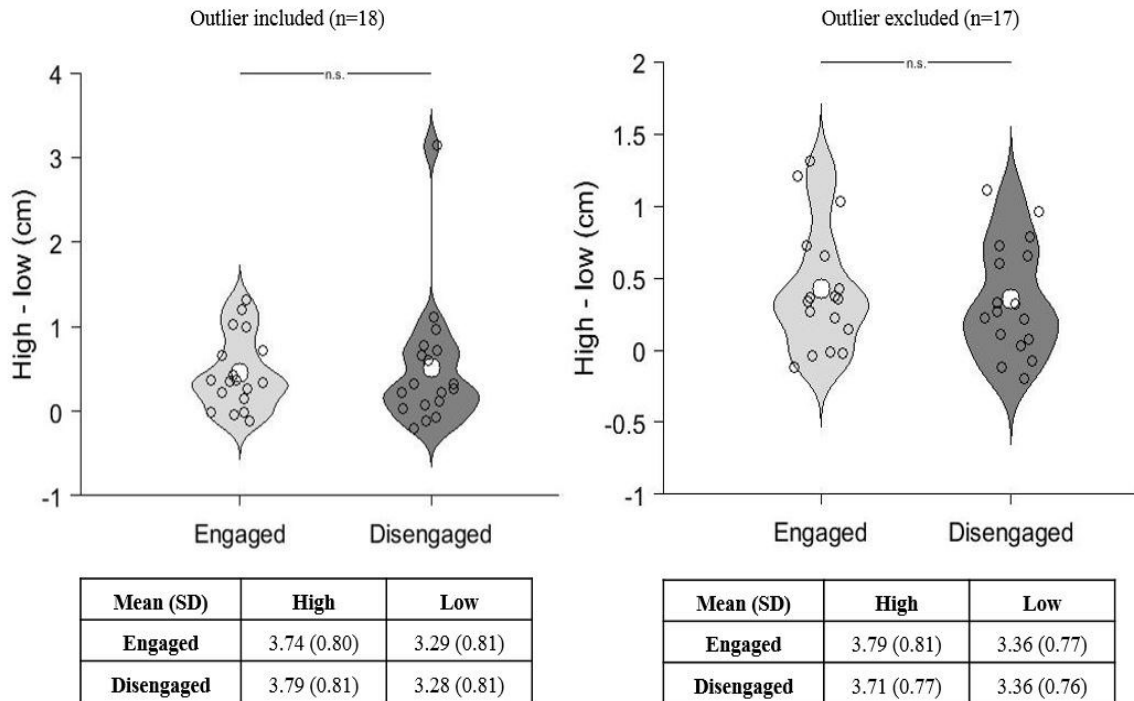 Outlier included (n=18)
n.s.
4
3
2
1
0
-1
High - low (cm)
Engaged Disengaged
Mean (SD) High Low
Engaged 3.74 (0.80) 3.29 (0.81)
Disengaged 3.79 (0.81) 3.28 (0.81)
Outlier excluded (n=17)
n.s.
2
1.5
1
0.5
0
-0.5
-1
High - low (cm)
Engaged Disengaged
Mean (SD) High Low
Engaged 3.79 (0.81) 3.36 (0.77)
Disengaged 3.71 (0.77) 3.36 (0.76)